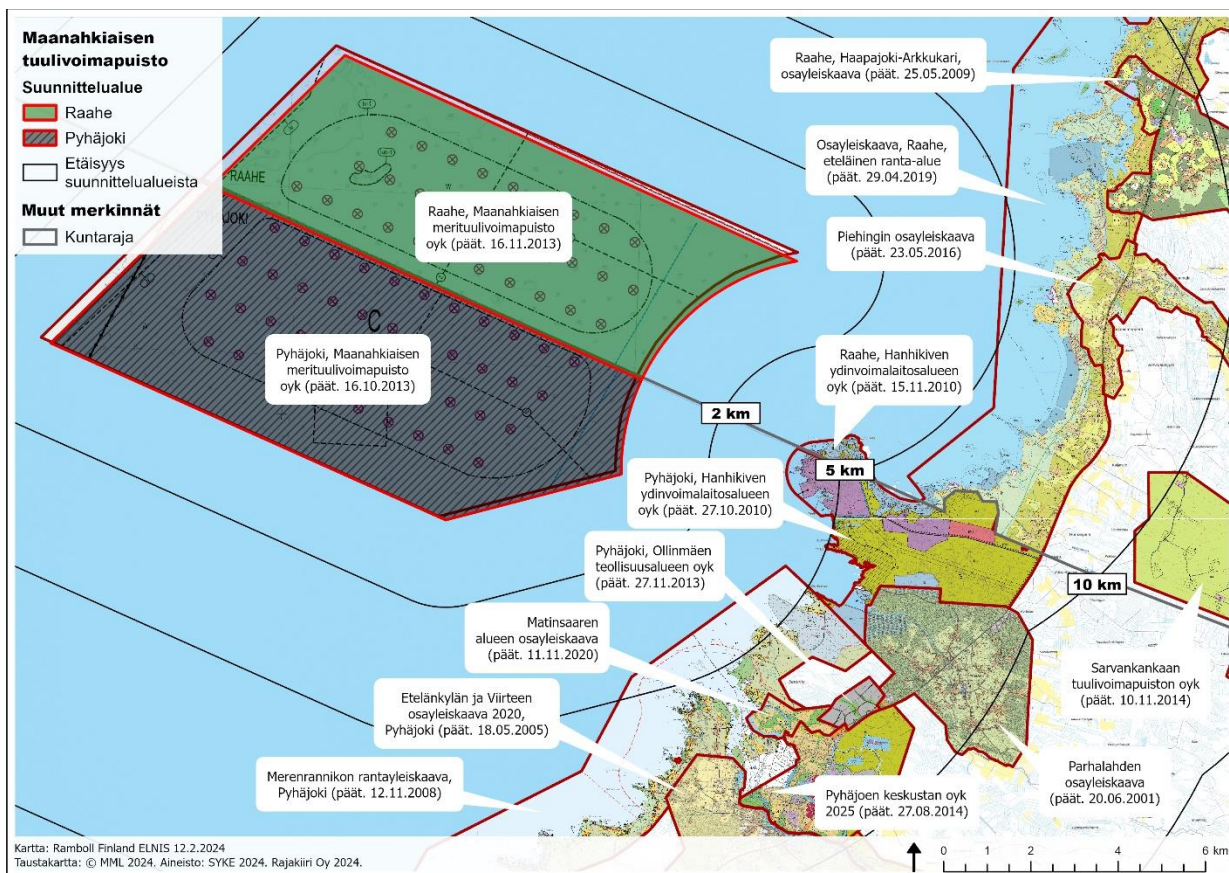 Maanahkiaisen
tuulivoimapuisto
Suunnittelualue
Raahe
Pyhäjoki
Etäisyys
suunnittelualueista
Muut merkinnät
Kuntaraja
RAAHE
PYHÄJOKI
C
Raahe, Maanahkiaisen
merituulivoimapuisto
oyk (päät. 16.11.2013)
Pyhäjoki, Maanahkiaisen
merituulivoimapuisto
oyk (päät. 16.10.2013)
Raahe, Haapajoki-Arkkukari,
osayleiskaava (päät. 25.05.2009)
Osayleiskaava, Raahe,
eteläinen ranta-alue
(päät. 29.04.2019)
Piehingin osayleiskaava
(päät. 23.05.2016)
Raahe, Hanhikiven
ydinvoimalaitosalueen
oyk (päät. 15.11.2010)
2 km
5 km
10 km
Pyhäjoki, Hanhikiven
ydinvoimalaitosalueen
oyk (päät. 27.10.2010)
Pyhäjoki, Ollinmäen
teollisuusalueen oyk
(päät. 27.11.2013)
Matinsaaren
alueen osayleiskaava
(päät. 11.11.2020)
Etelänkylän ja Viirteen
osayleiskaava 2020,
Pyhäjoki (päät. 18.05.2005)
Merenrannikon rantayleiskaava,
Pyhäjoki (päät. 12.11.2008)
Sarvankankaan
tuulivoimapuiston oyk
(päät. 10.11.2014)
Parhalahden
osayleiskaava
(päät. 20.06.2001)
Pyhäjoen keskustan oyk
2025 (päät. 27.08.2014)
Kartta: Ramboll Finland ELNIS 12.2.2024
Taustakartta: © MML 2024. Aineisto: SYKE 2024. Rajakiiri Oy 2024.
0 1 2 4 6 km